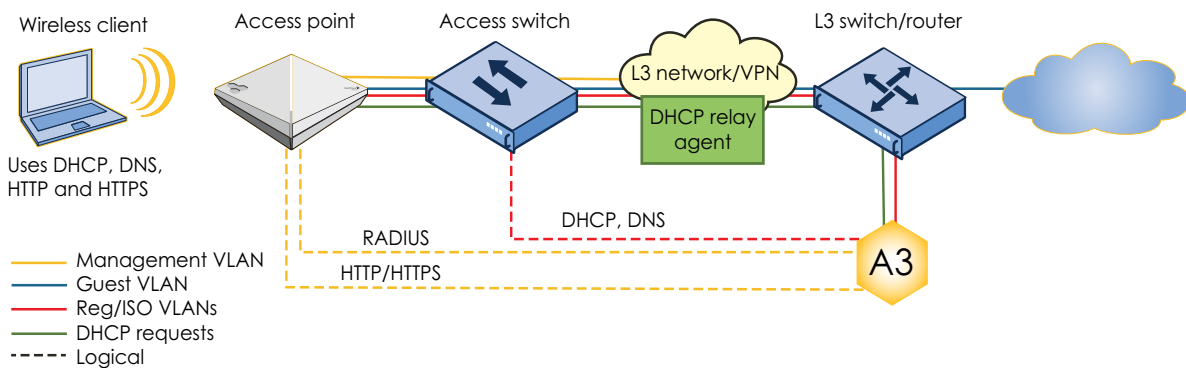 Wireless client
Access point
Access switch
L3 switch/router
L3 network/VPN
DHCP relay
agent
Uses DHCP, DNS,
HTTP and HTTPS
DHCP, DNS
RADIUS
HTTP/HTTPS
A3
Management VLAN
Guest VLAN
Reg/ISO VLANs
DHCP requests
Logical